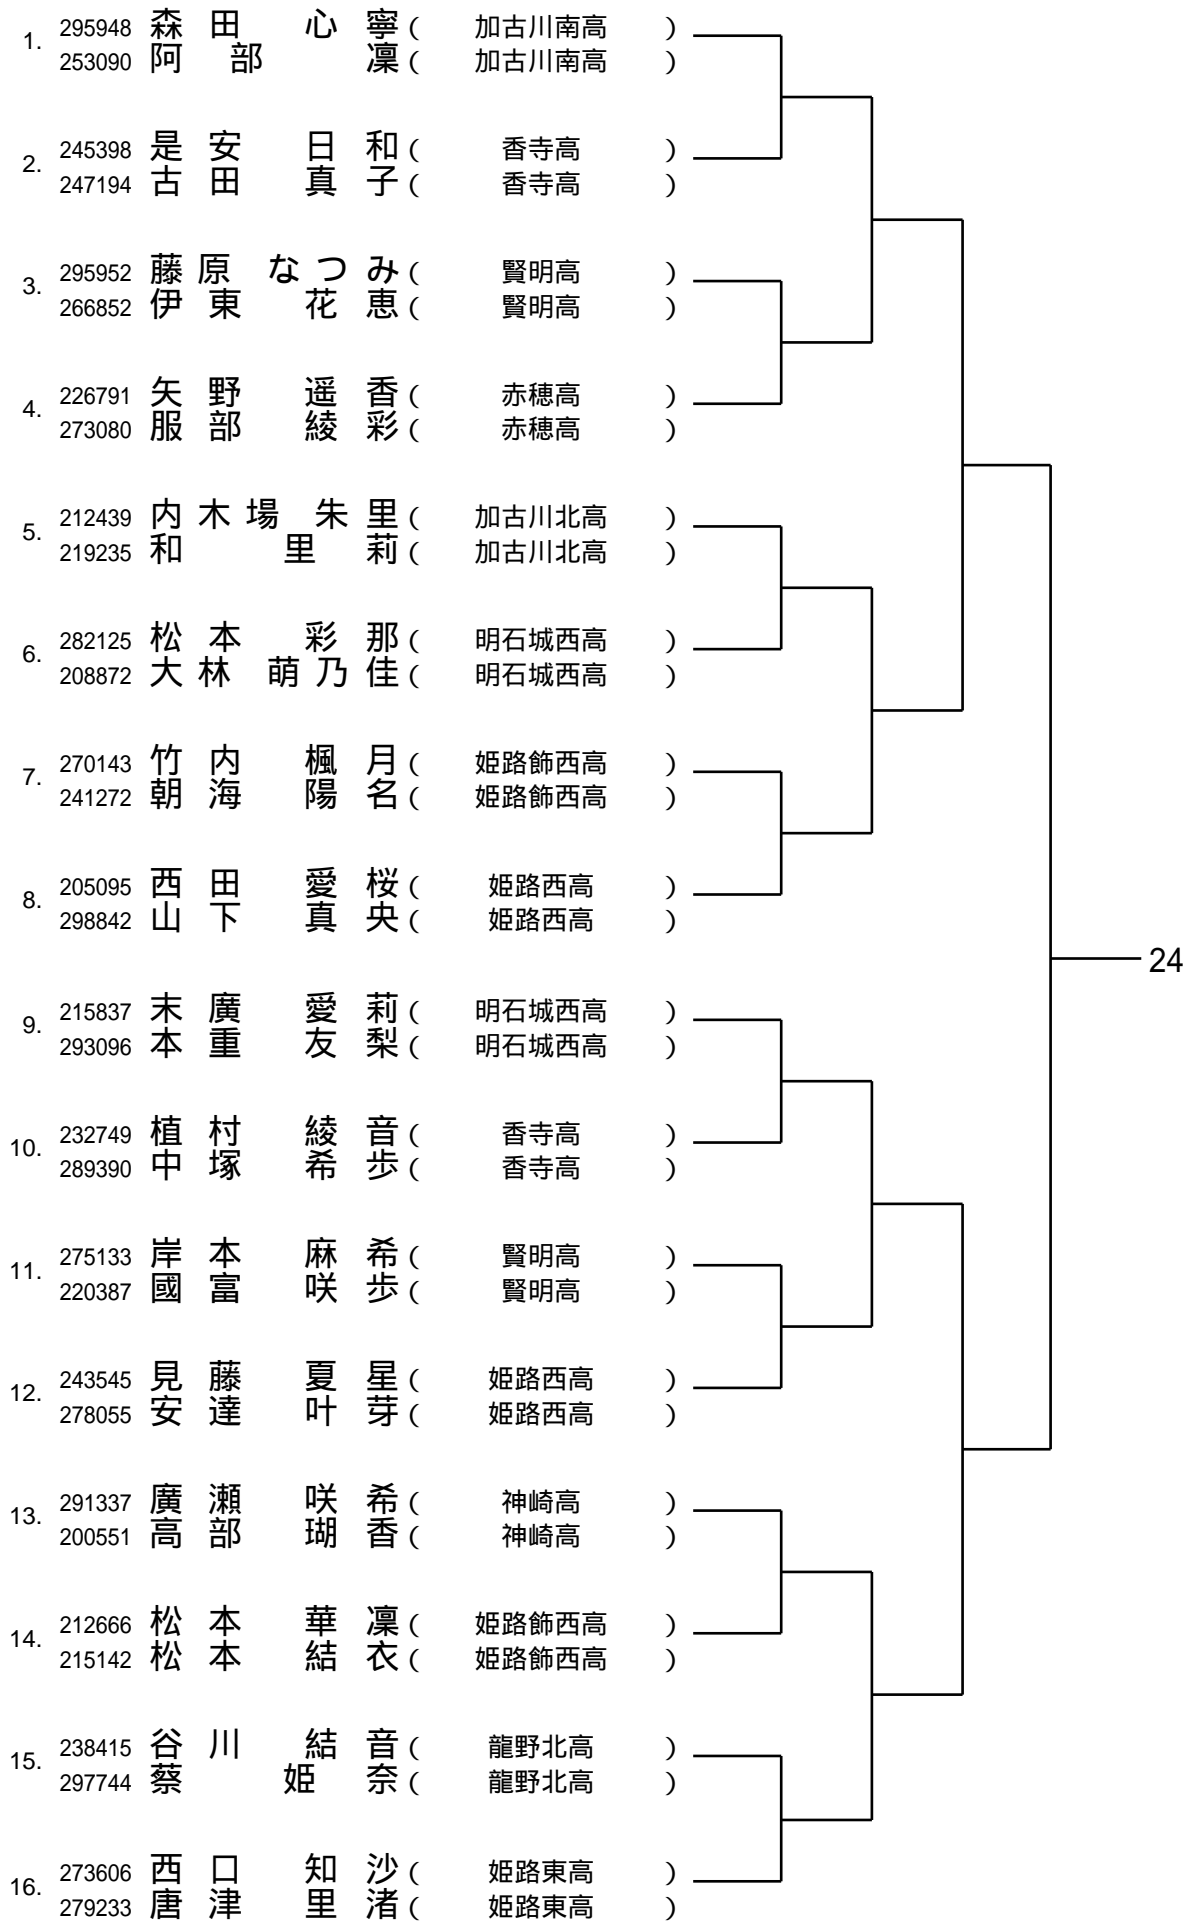 1. 295948 森田 心寧 ( 加古川南高 )
253090 阿部 凜 ( 加古川南高 )
2. 245398 是安 日和 ( 香寺高 )
247194 古田 真子 ( 香寺高 )
3. 295952 藤原 なつみ ( 賢明高 )
266852 伊東 花恵 ( 賢明高 )
4. 226791 矢野 遥香 ( 赤穂高 )
273080 服部 綾彩 ( 赤穂高 )
5. 212439 内木場 朱里 ( 加古川北高 )
219235 和 里莉 ( 加古川北高 )
6. 282125 松本 彩那 ( 明石城西高 )
208872 大林 萌乃佳 ( 明石城西高 )
7. 270143 竹内 楓月 ( 姫路飾西高 )
241272 朝海 陽名 ( 姫路飾西高 )
8. 205095 西田 愛桜 ( 姫路西高 )
298842 山下 真央 ( 姫路西高 )
24
9. 215837 末廣 愛莉 ( 明石城西高 )
293096 本重 友梨 ( 明石城西高 )
10. 232749 植村 綾音 ( 香寺高 )
289390 中塚 希歩 ( 香寺高 )
11. 275133 岸本 麻希 ( 賢明高 )
220387 國富 咲歩 ( 賢明高 )
12. 243545 見藤 夏星 ( 姫路西高 )
278055 安達 叶芽 ( 姫路西高 )
13. 291337 廣瀬 咲希 ( 神崎高 )
200551 高部 瑚香 ( 神崎高 )
14. 212666 松本 華凜 ( 姫路飾西高 )
215142 松本 結衣 ( 姫路飾西高 )
15. 238415 谷川 結音 ( 龍野北高 )
297744 蔡 姫奈 ( 龍野北高 )
16. 273606 西口 知沙 ( 姫路東高 )
279233 唐津 里渚 ( 姫路東高 )